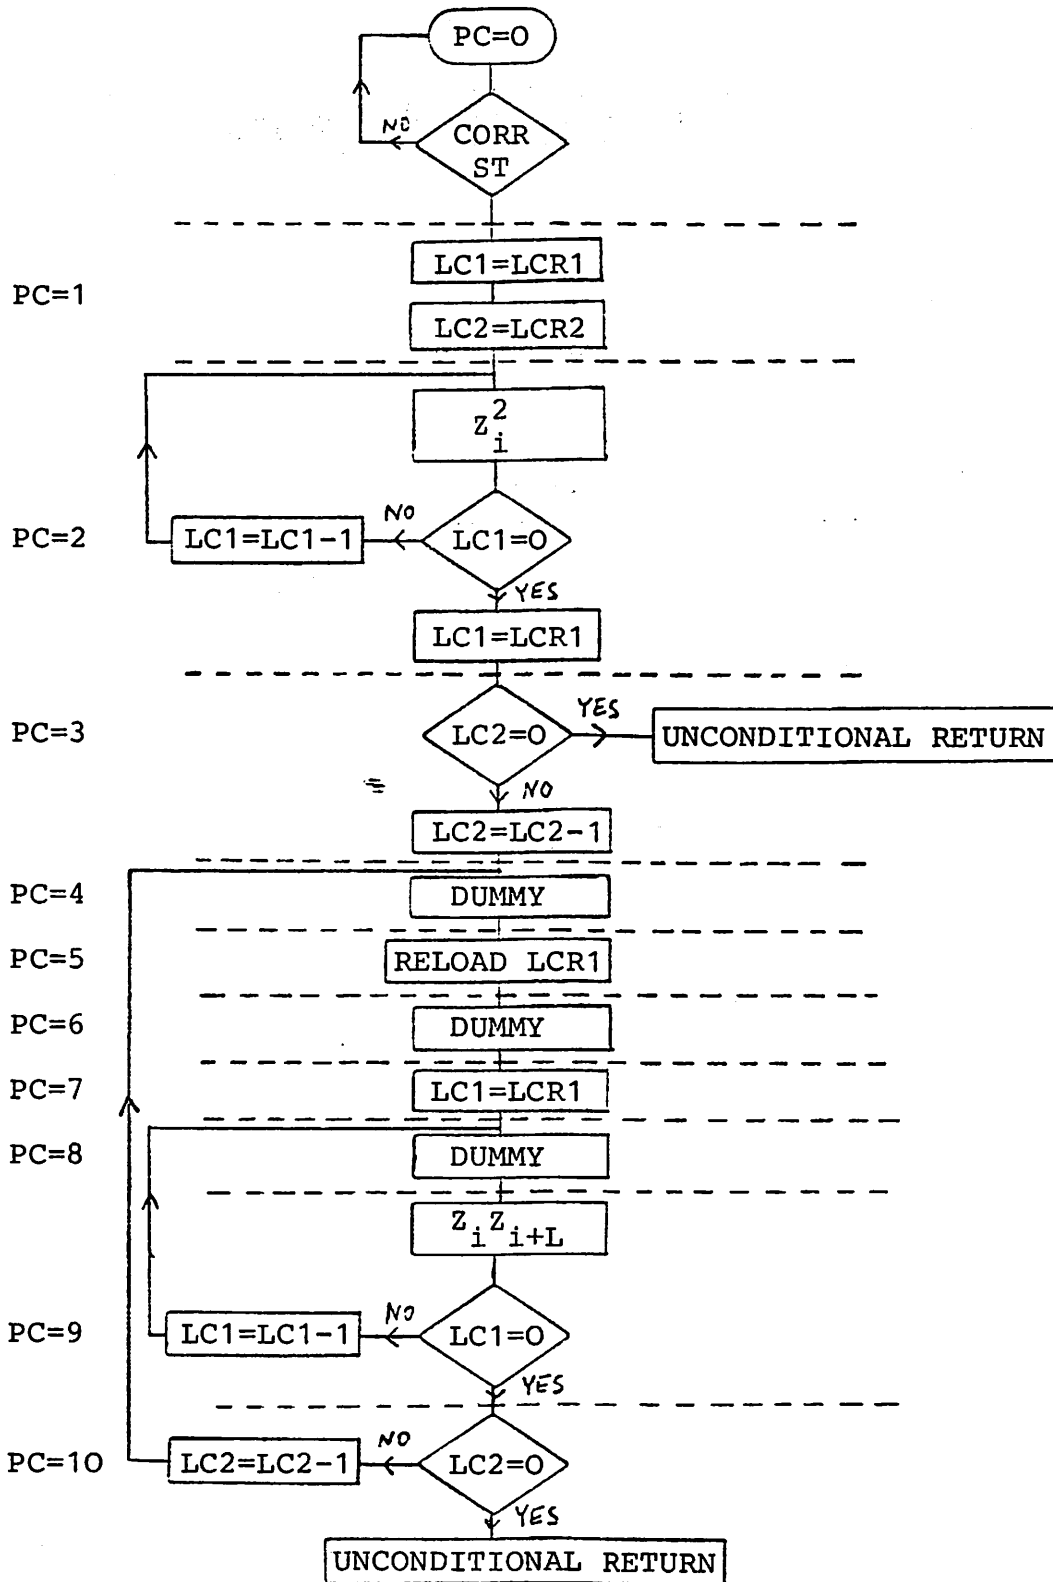 PC=0
NO
CORR
ST
LC1=LCR1
PC=1
LC2=LCR2
Z_i^2
NO
PC=2
LC1=LC1-1
LC1=0
YES
LC1=LCR1
YES
PC=3
LC2=0
UNCONDITIONAL RETURN
NO
LC2=LC2-1
PC=4
DUMMY
PC=5
RELOAD LCR1
PC=6
DUMMY
PC=7
LC1=LCR1
PC=8
DUMMY
Z_i Z_{i+L}
NO
PC=9
LC1=LC1-1
LC1=0
YES
NO
PC=10
LC2=LC2-1
LC2=0
YES
UNCONDITIONAL RETURN